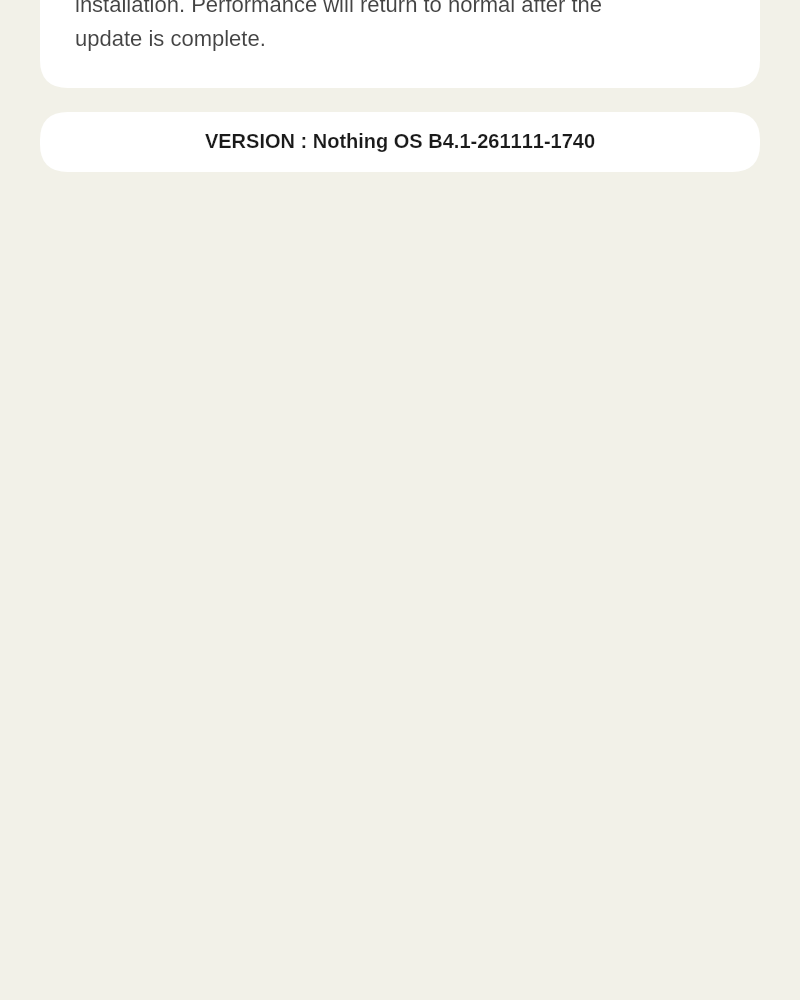 installation. Performance will return to normal after the
update is complete.
VERSION : Nothing OS B4.1-261111-1740